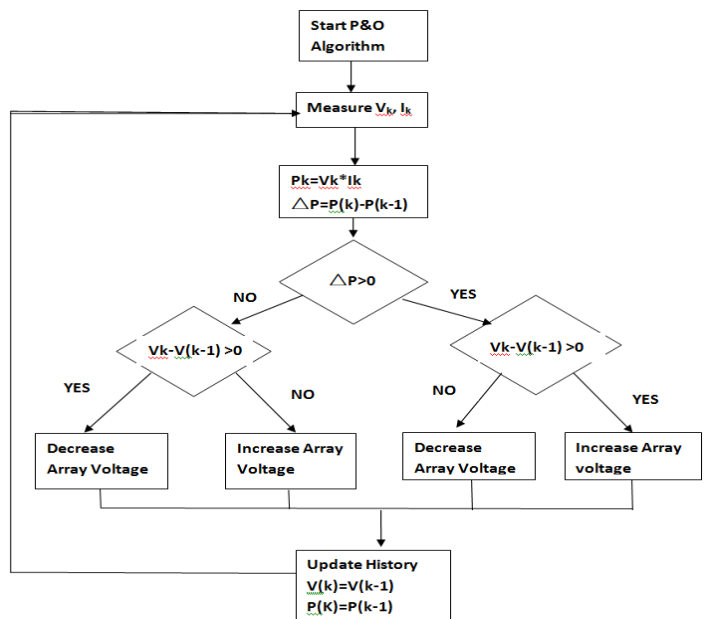 Start P&O
Algorithm
Measure Vk, Ik
Pk=Vk*Ik
△P=P(k)-P(k-1)
△P>0
NO
YES
Vk-V(k-1) >0
Vk-V(k-1) >0
YES
NO
NO
YES
Decrease
Array Voltage
Increase Array
Voltage
Decrease
Array Voltage
Increase Array
voltage
Update History
V(k)=V(k-1)
P(K)=P(k-1)